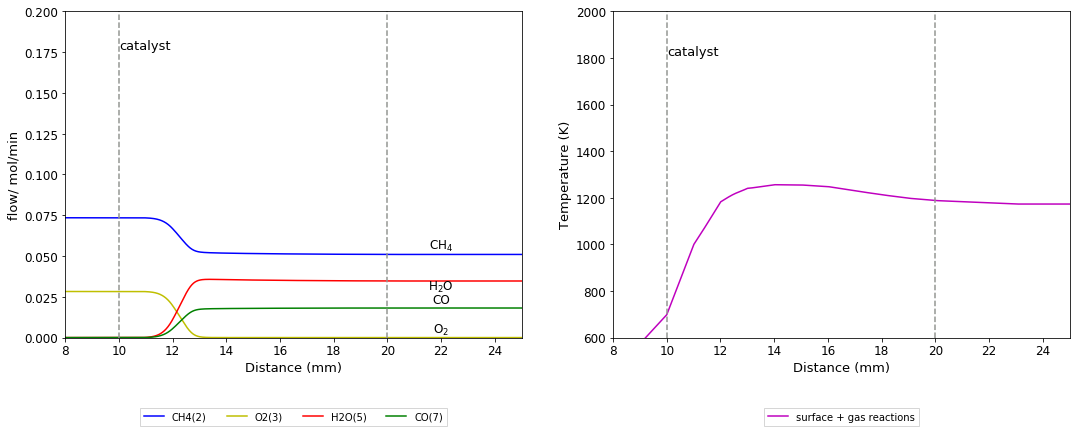 0.200
0.175
0.150
0.125
0.100
0.075
0.050
0.025
0.000
flow/ mol/min
catalyst
CH4
H2O
CO
O2
8 10 12 14 16 18 20 22 24
Distance (mm)
CH4(2) O2(3) H2O(5) CO(7)
2000
1800
1600
1400
1200
1000
800
600
Temperature (K)
catalyst
8 10 12 14 16 18 20 22 24
Distance (mm)
surface + gas reactions